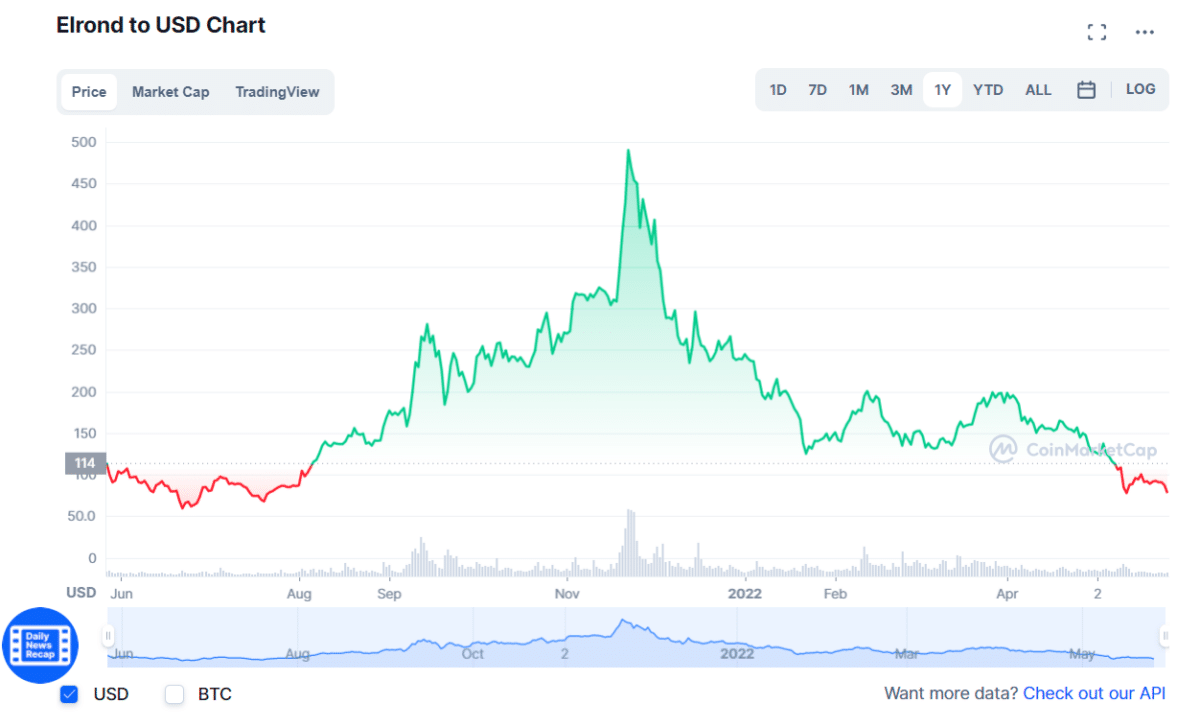 Elrond to USD Chart
Price Market Cap TradingView
1D 7D 1M 3M 1Y YTD ALL LOG
500
450
400
350
300
250
200
150
114
100
50.0
0
CoinMarketCap
USD Jun Aug Sep Nov 2022 Feb Apr 2
Jun Aug Oct 2 2022 Mar May
Daily
News
Recap
USD BTC
Want more data? Check out our API